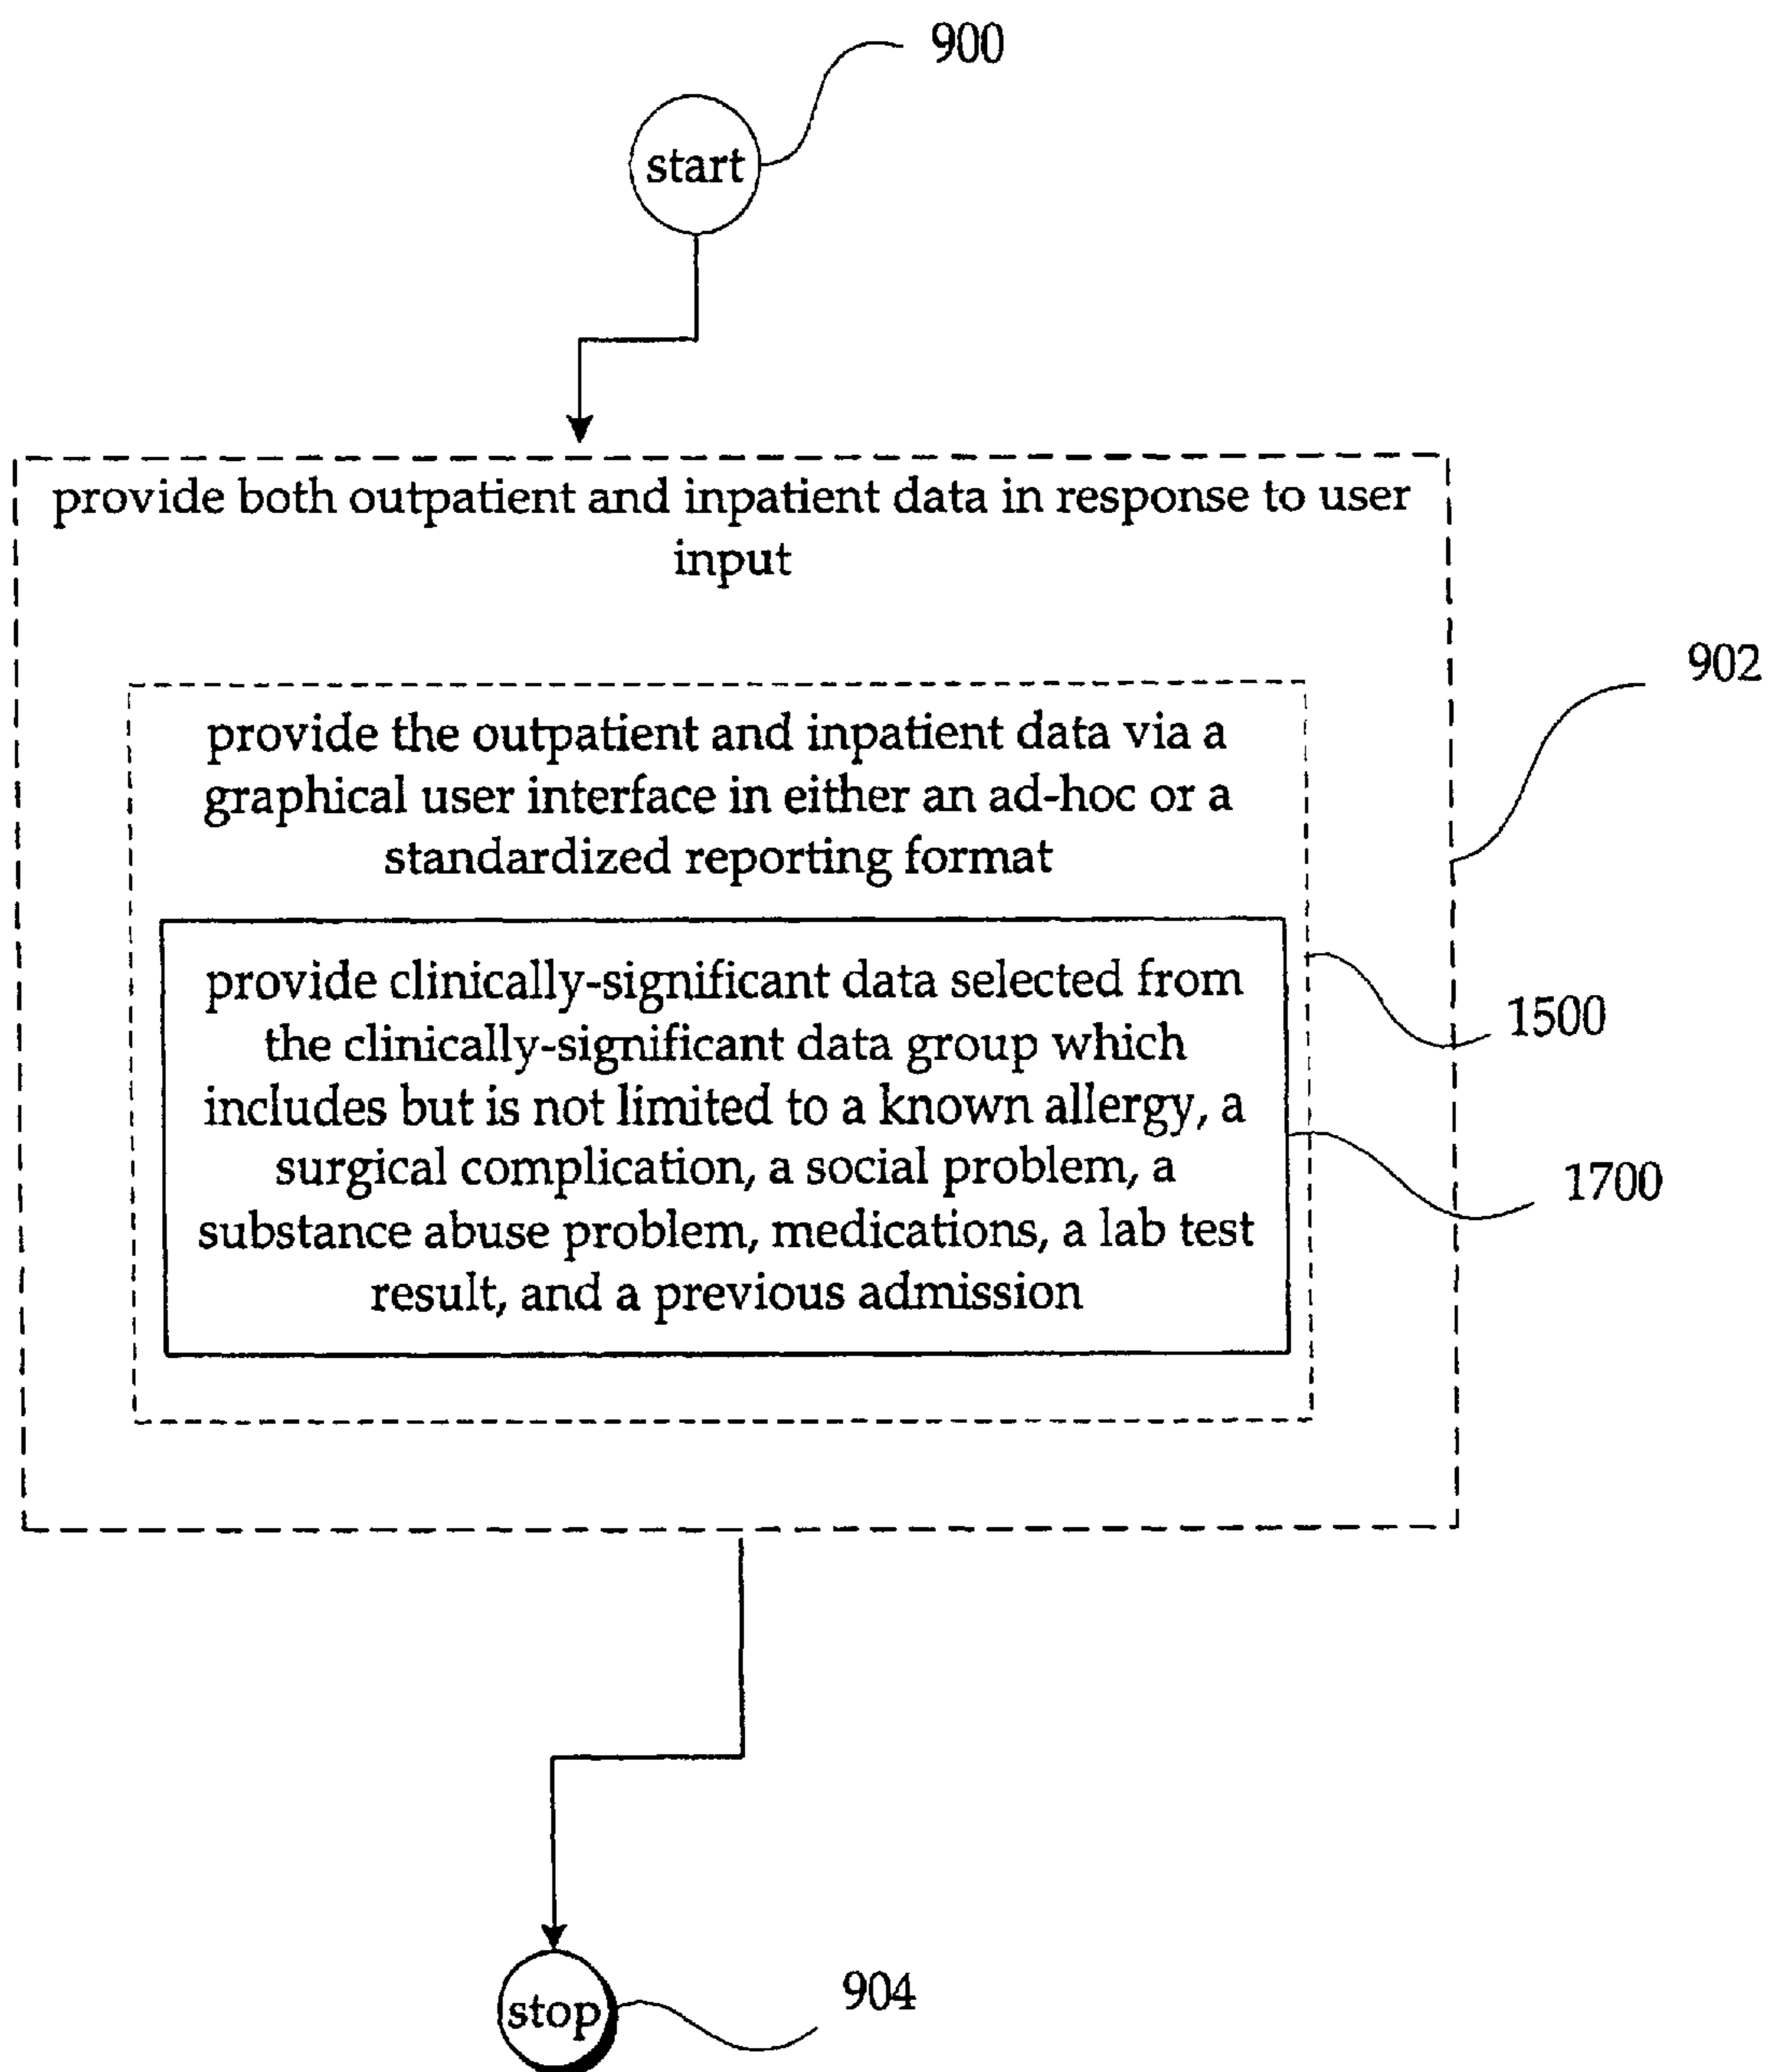 900
start
provide both outpatient and inpatient data in response to user
input
902
provide the outpatient and inpatient data via a
graphical user interface in either an ad-hoc or a
standardized reporting format
provide clinically-significant data selected from
the clinically-significant data group which
includes but is not limited to a known allergy, a
surgical complication, a social problem, a
substance abuse problem, medications, a lab test
result, and a previous admission
1500
1700
stop
904